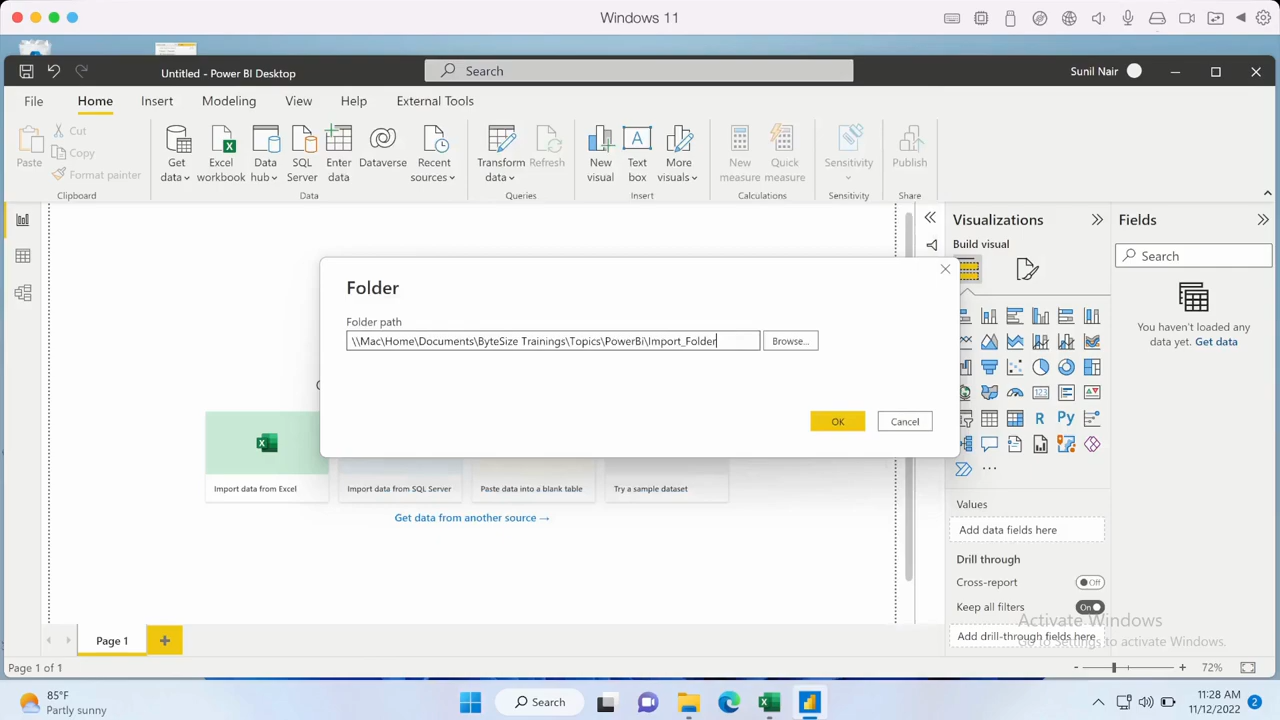 Windows 11
Untitled - Power BI Desktop
Search
Sunil Nair
File Home Insert Modeling View Help External Tools
Paste
Cut
Copy
Format painter
Clipboard
Get data
Excel workbook
Data hub
SQL Server
Enter data
Dataverse
Recent sources
Data
Transform data
Refresh
Queries
New visual
Text box
More visuals
Insert
New measure
Quick measure
Calculations
Sensitivity
Sensitivity
Publish
Share
Folder
Folder path
\\Mac\Home\Documents\ByteSize Trainings\Topics\PowerBi\Import_Folder
Browse...
OK
Cancel
Import data from Excel
Import data from SQL Server
Paste data into a blank table
Try a sample dataset
Get data from another source →
Visualizations
Build visual
123
R
Py
Values
Add data fields here
Drill through
Cross-report
Off
Keep all filters
On
Add drill-through fields here
Fields
Search
You haven't loaded any
data yet. Get data
Activate Windows
Go to Settings to activate Windows.
Page 1
Page 1 of 1
72%
85°F
Partly sunny
Search
11:28 AM
11/12/2022
2